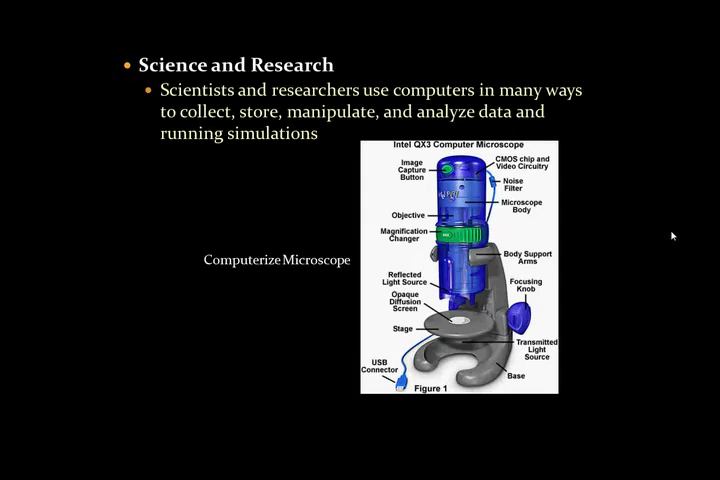 Science and Research
Scientists and researchers use computers in many ways
to collect, store, manipulate, and analyze data and
running simulations
Intel QX3 Computer Microscope
Image
Capture
Button
CMOS chip and
Video Circuitry
Noise
Filter
Microscope
Body
Objective
Magnification
Changer
Body Support
Arms
Computerize Microscope
Reflected
Light Source
Focusing
Knob
Opaque
Diffusion
Screen
Stage
Transmitted
Light
Source
USB
Connector
Base
Figure 1